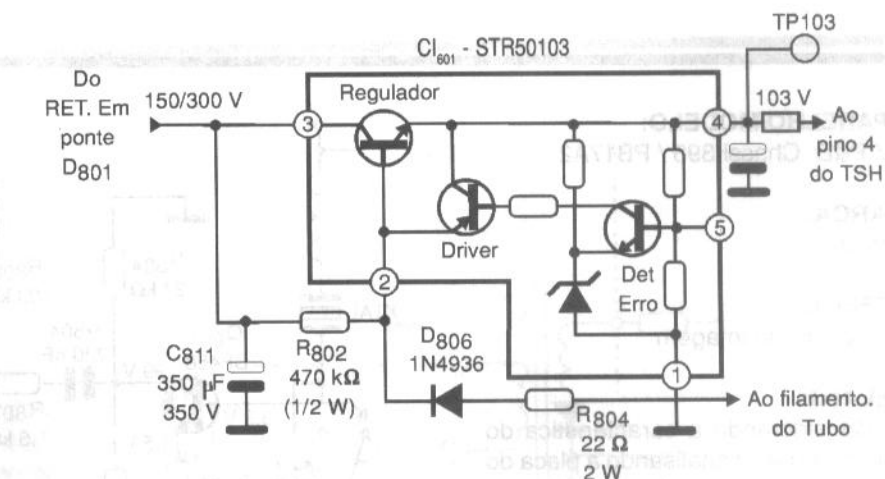 TP103
CI601 - STR50103
Do
RET. Em
ponte
D801
150/300 V
Regulador
3
4
103 V
Ao
pino 4
do TSH
5
Driver
Det
Erro
2
1
C811
350 µF
350 V
R802
470 kΩ
(1/2 W)
D806
1N4936
R804
22 Ω
2 W
Ao filamento.
do Tubo